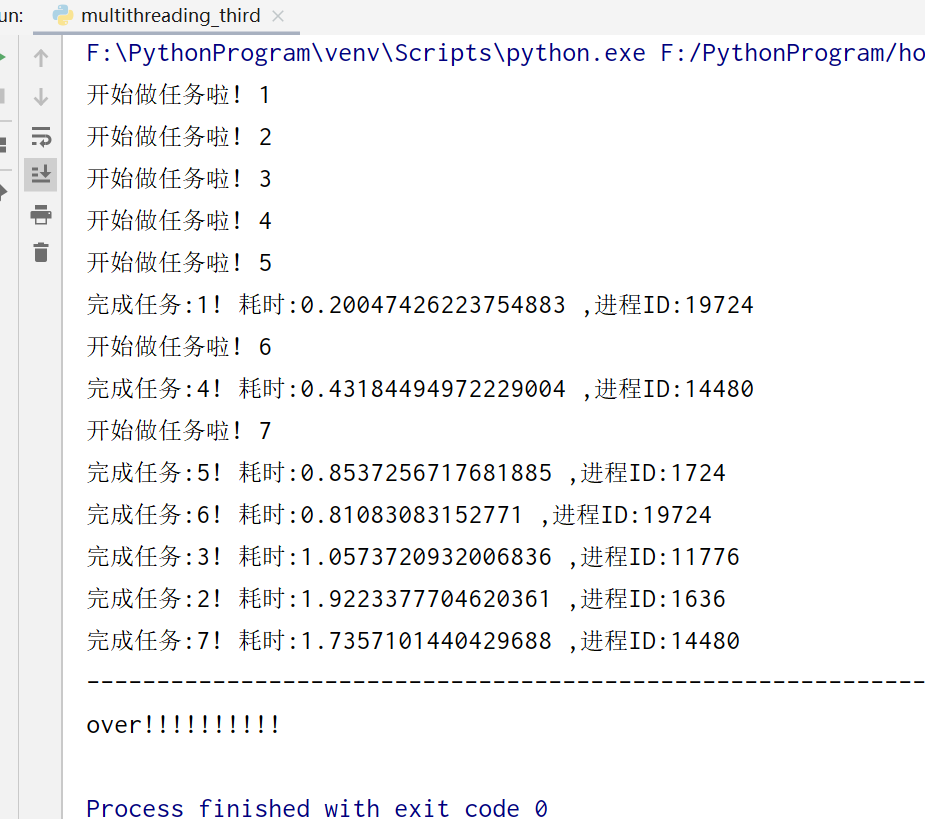 un: multithreading_third
F:\PythonProgram\venv\Scripts\python.exe F:/PythonProgram/ho
开始做任务啦! 1
开始做任务啦! 2
开始做任务啦! 3
开始做任务啦! 4
开始做任务啦! 5
完成任务:1! 耗时:0.20047426223754883 ,进程ID:19724
开始做任务啦! 6
完成任务:4! 耗时:0.43184494972229004 ,进程ID:14480
开始做任务啦! 7
完成任务:5! 耗时:0.8537256717681885 ,进程ID:1724
完成任务:6! 耗时:0.81083083152771 ,进程ID:19724
完成任务:3! 耗时:1.0573720932006836 ,进程ID:11776
完成任务:2! 耗时:1.9223377704620361 ,进程ID:1636
完成任务:7! 耗时:1.7357101440429688 ,进程ID:14480
------------------------------------------------------------
over!!!!!!!!!!
Process finished with exit code 0